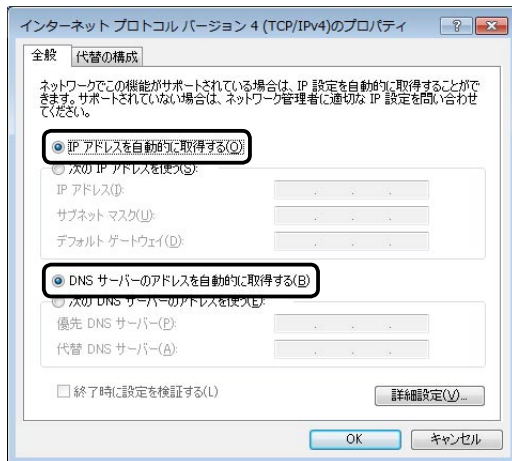 インターネット プロトコル バージョン 4 (TCP/IPv4)のプロパティ
全般
代替の構成
ネットワークでこの機能がサポートされている場合は、IP 設定を自動的に取得することがで
きます。サポートされていない場合は、ネットワーク管理者に適切な IP 設定を問い合わせ
てください。
IP アドレスを自動的に取得する(O)
次の IP アドレスを使う(S):
IP アドレス(I):
サブネット マスク(U):
デフォルト ゲートウェイ(D):
DNS サーバーのアドレスを自動的に取得する(B)
次の DNS サーバーのアドレスを使う(E):
優先 DNS サーバー(P):
代替 DNS サーバー(A):
終了時に設定を検証する(L)
詳細設定(V)...
OK
キャンセル